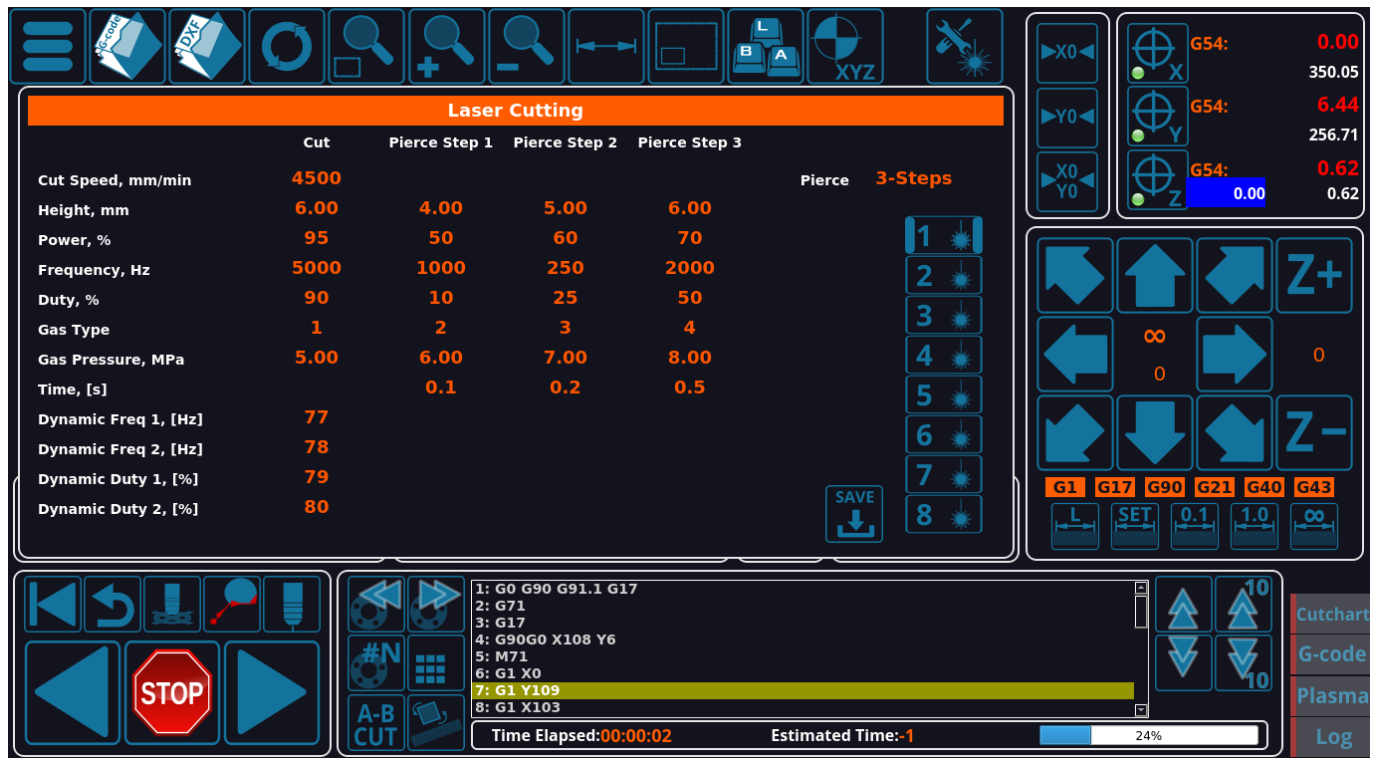 G-code
DXF
L
B A
XYZ
Laser Cutting
Cut Pierce Step 1 Pierce Step 2 Pierce Step 3
Cut Speed, mm/min 4500 Pierce 3-Steps
Height, mm 6.00 4.00 5.00 6.00
Power, % 95 50 60 70
Frequency, Hz 5000 1000 250 2000
Duty, % 90 10 25 50
Gas Type 1 2 3 4
Gas Pressure, MPa 5.00 6.00 7.00 8.00
Time, [s] 0.1 0.2 0.5
Dynamic Freq 1, [Hz] 77
Dynamic Freq 2, [Hz] 78
Dynamic Duty 1, [%] 79
Dynamic Duty 2, [%] 80
1
2
3
4
5
6
7
8
SAVE
X0
Y0
X0
Y0
X G54: 0.00
350.05
Y G54: 6.44
256.71
Z G54: 0.62
0.00 0.62
Z+
∞
0
0
Z−
G1 G17 G90 G21 G40 G43
L SET 0.1 1.0 ∞
STOP
#N
A-B
CUT
1: G0 G90 G91.1 G17
2: G71
3: G17
4: G90G0 X108 Y6
5: M71
6: G1 X0
7: G1 Y109
8: G1 X103
Time Elapsed:00:00:02 Estimated Time:-1 24%
10
10
Cutchart
G-code
Plasma
Log